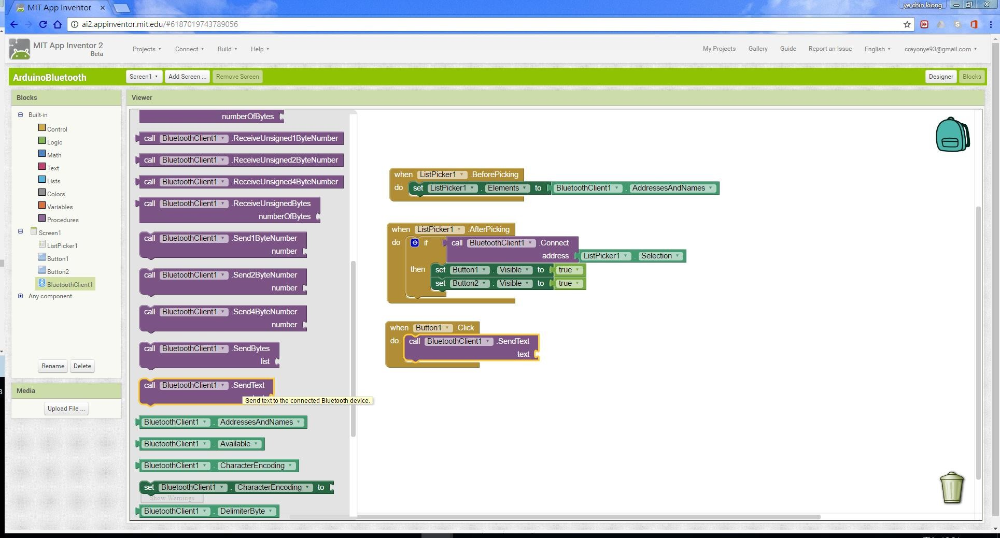 MIT App Inventor
ye chin kiong
ai2.appinventor.mit.edu/#6187019743789056
MIT App Inventor 2
Beta
Projects
Connect
Build
Help
My Projects
Gallery
Guide
Report an Issue
English
crayonye93@gmail.com
ArduinoBluetooth
Screen1
Add Screen ...
Remove Screen
Designer
Blocks
Blocks
Built-in
Control
Logic
Math
Text
Lists
Colors
Variables
Procedures
Screen1
ListPicker1
Button1
Button2
BluetoothClient1
Any component
Rename
Delete
Media
Upload File ...
Viewer
numberOfBytes
call BluetoothClient1 .ReceiveUnsigned1ByteNumber
call BluetoothClient1 .ReceiveUnsigned2ByteNumber
call BluetoothClient1 .ReceiveUnsigned4ByteNumber
call BluetoothClient1 .ReceiveUnsignedBytes
numberOfBytes
call BluetoothClient1 .Send1ByteNumber
number
call BluetoothClient1 .Send2ByteNumber
number
call BluetoothClient1 .Send4ByteNumber
number
call BluetoothClient1 .SendBytes
list
call BluetoothClient1 .SendText
Send text to the connected Bluetooth device.
BluetoothClient1 . AddressesAndNames
BluetoothClient1 . Available
BluetoothClient1 . CharacterEncoding
set BluetoothClient1 . CharacterEncoding to
Show Warnings
BluetoothClient1 . DelimiterByte
when ListPicker1 .BeforePicking
do set ListPicker1 . Elements to BluetoothClient1 . AddressesAndNames
when ListPicker1 .AfterPicking
do if call BluetoothClient1 .Connect
address ListPicker1 . Selection
then set Button1 . Visible to true
set Button2 . Visible to true
when Button1 .Click
do call BluetoothClient1 .SendText
text